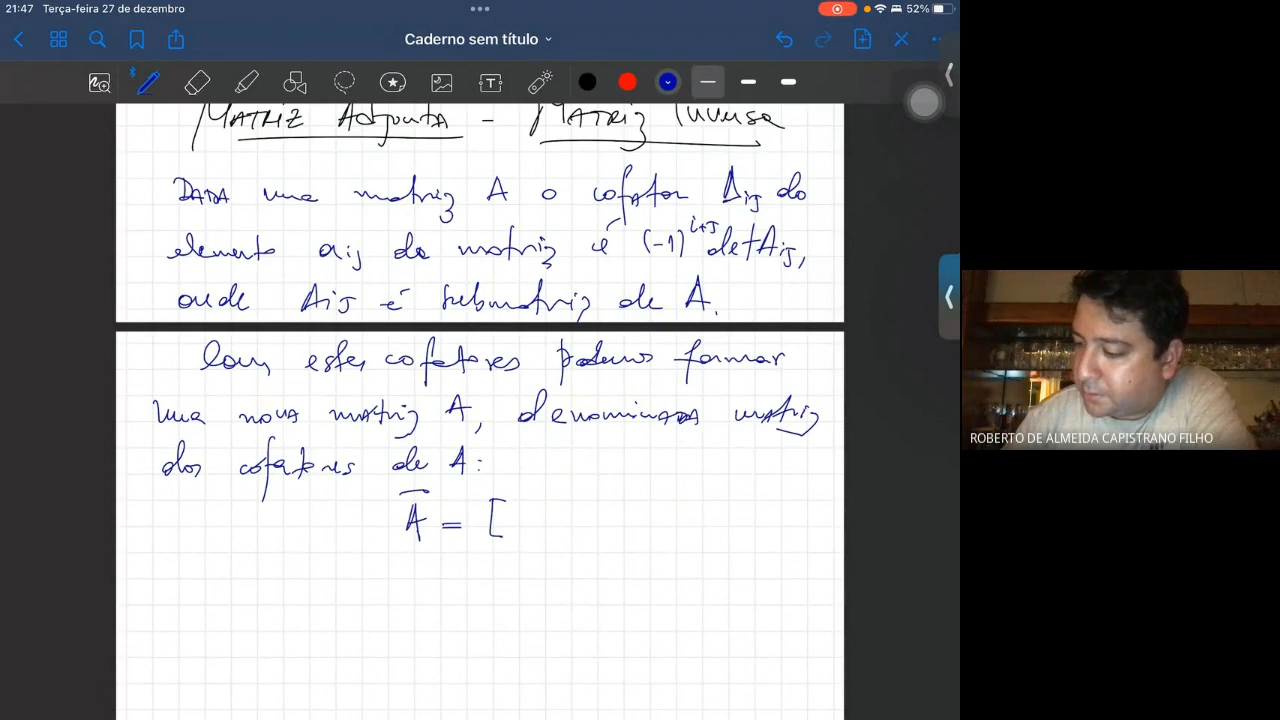 21:47 Terça-feira 27 de dezembro
52%
Caderno sem título
T
MATRIZ Adjunta - MATRIZ Inversa
DADA uma matriz A o cofator Δij do
elemento aij da matriz é (-1)^{i+j} det Aij,
onde Aij é submatriz de A.
Com estes cofatores podemos formar
uma nova matriz A, denominada matriz
dos cofatores de A:
A̅ = [
ROBERTO DE ALMEIDA CAPISTRANO FILHO